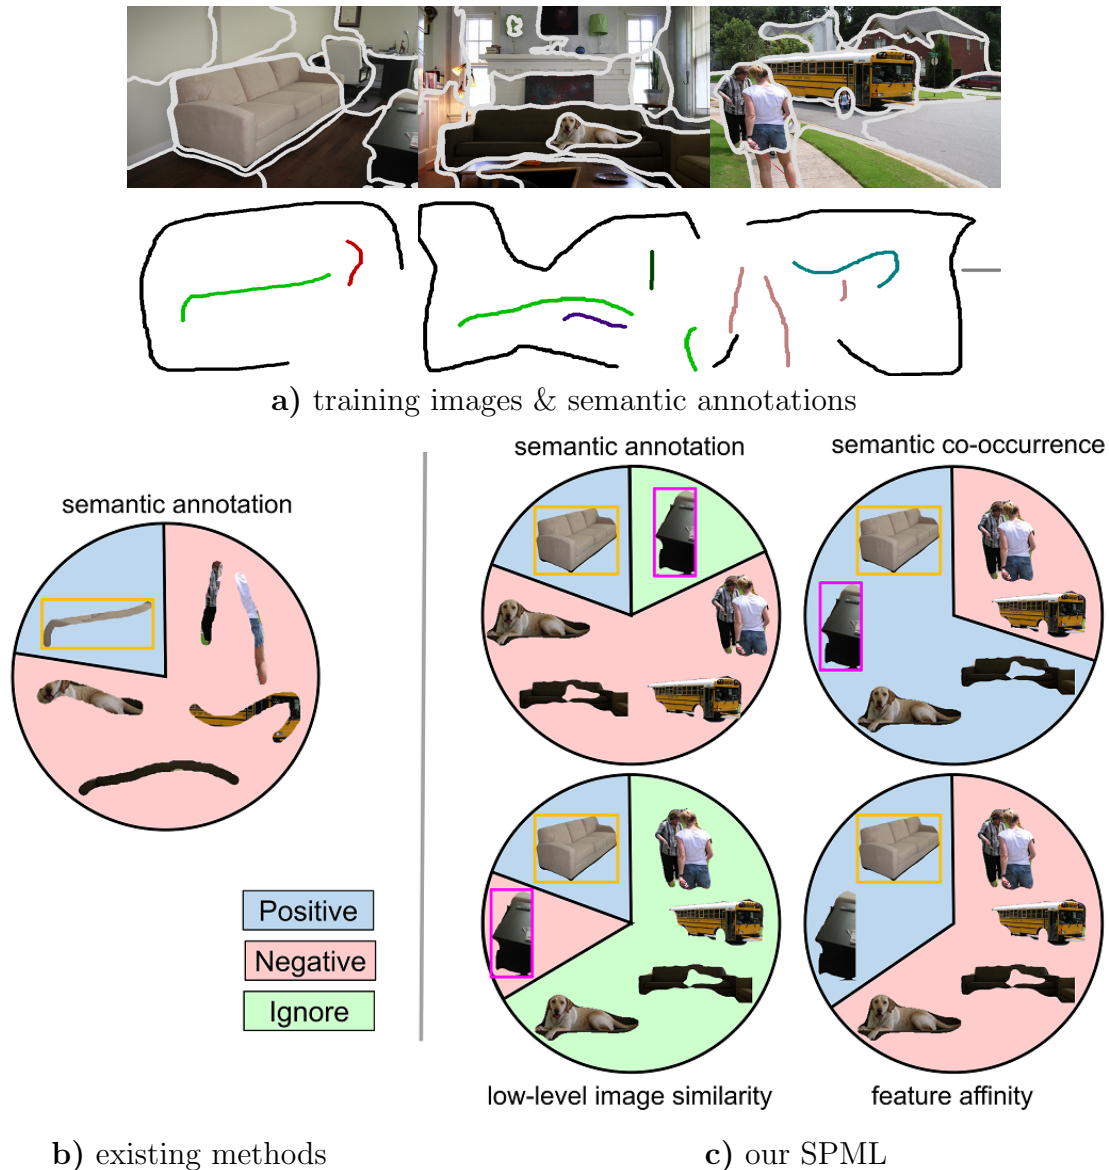 a) training images & semantic annotations
semantic annotation
semantic annotation
semantic co-occurrence
Positive
Negative
Ignore
low-level image similarity
feature affinity
b) existing methods
c) our SPML